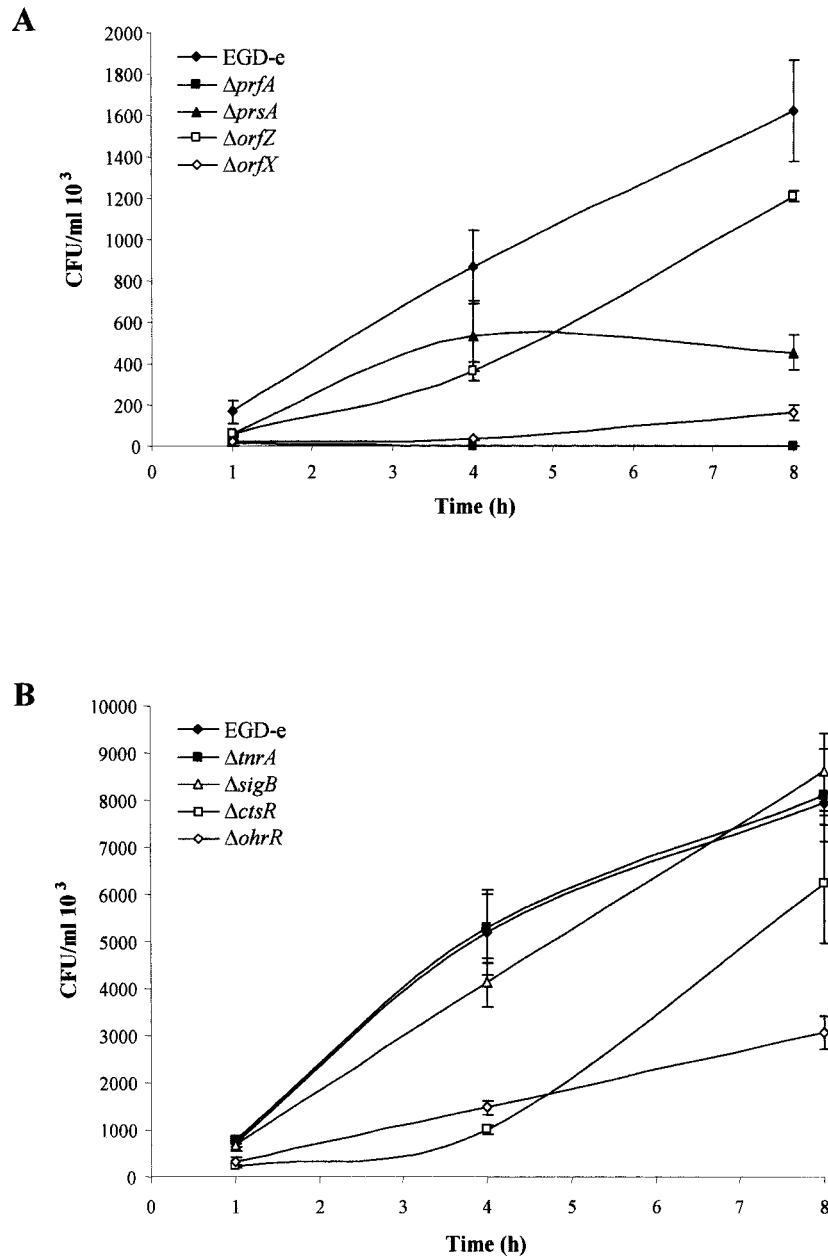 A
EGD-e
ΔprfA
ΔprsA
ΔorfZ
ΔorfX
CFU/ml 10³
2000
1800
1600
1400
1200
1000
800
600
400
200
0
0 1 2 3 4 5 6 7 8
Time (h)
B
EGD-e
ΔtnrA
ΔsigB
ΔctsR
ΔohrR
CFU/ml 10³
10000
9000
8000
7000
6000
5000
4000
3000
2000
1000
0
0 1 2 3 4 5 6 7 8
Time (h)